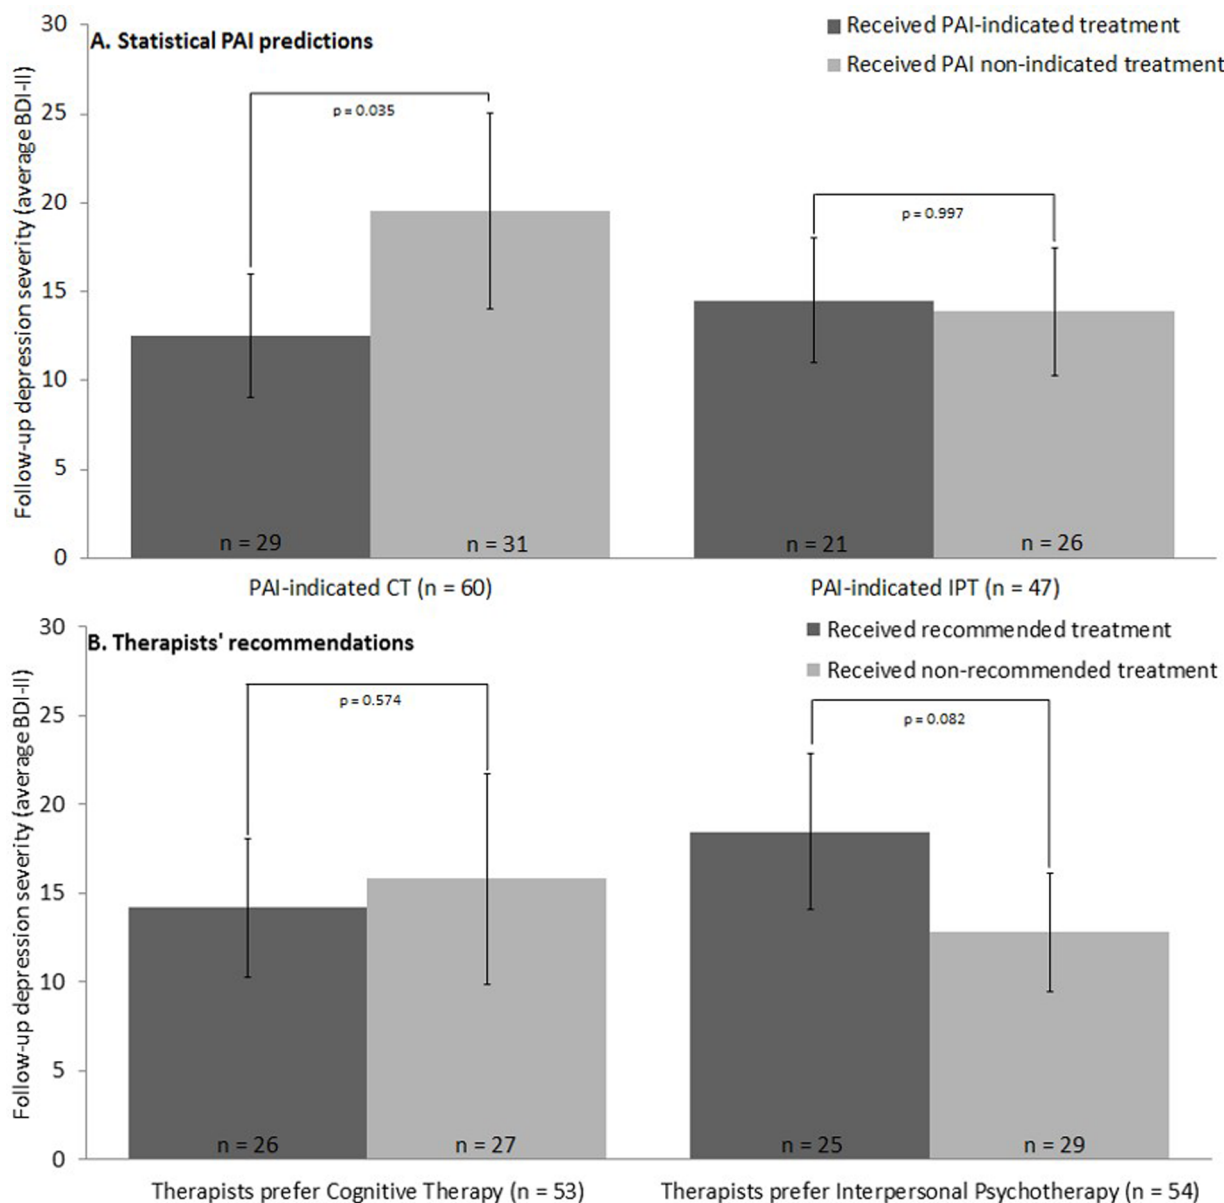 30
A. Statistical PAI predictions
Received PAI-indicated treatment
Received PAI non-indicated treatment
Follow-up depression severity (average BDI-II)
25
p = 0.035
20
p = 0.997
15
10
5
0
n = 29
n = 31
n = 21
n = 26
PAI-indicated CT (n = 60)
PAI-indicated IPT (n = 47)
30
B. Therapists' recommendations
Received recommended treatment
Received non-recommended treatment
Follow-up depression severity (average BDI-II)
p = 0.574
p = 0.082
25
20
15
10
5
0
n = 26
n = 27
n = 25
n = 29
Therapists prefer Cognitive Therapy (n = 53)
Therapists prefer Interpersonal Psychotherapy (n = 54)